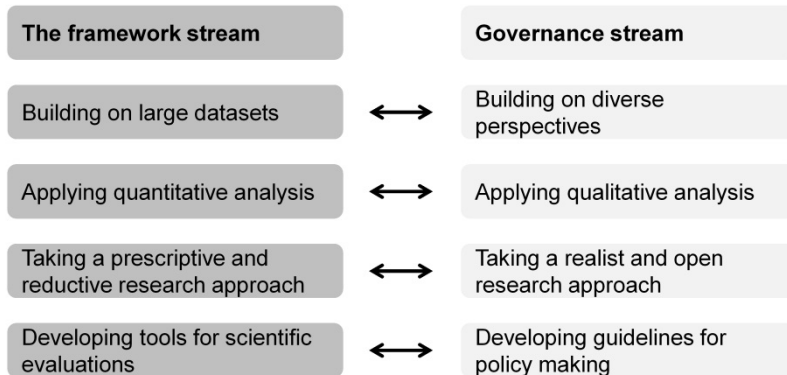 The framework stream
Governance stream
Building on large datasets
Building on diverse
perspectives
Applying quantitative analysis
Applying qualitative analysis
Taking a prescriptive and
reductive research approach
Taking a realist and open
research approach
Developing tools for scientific
evaluations
Developing guidelines for
policy making